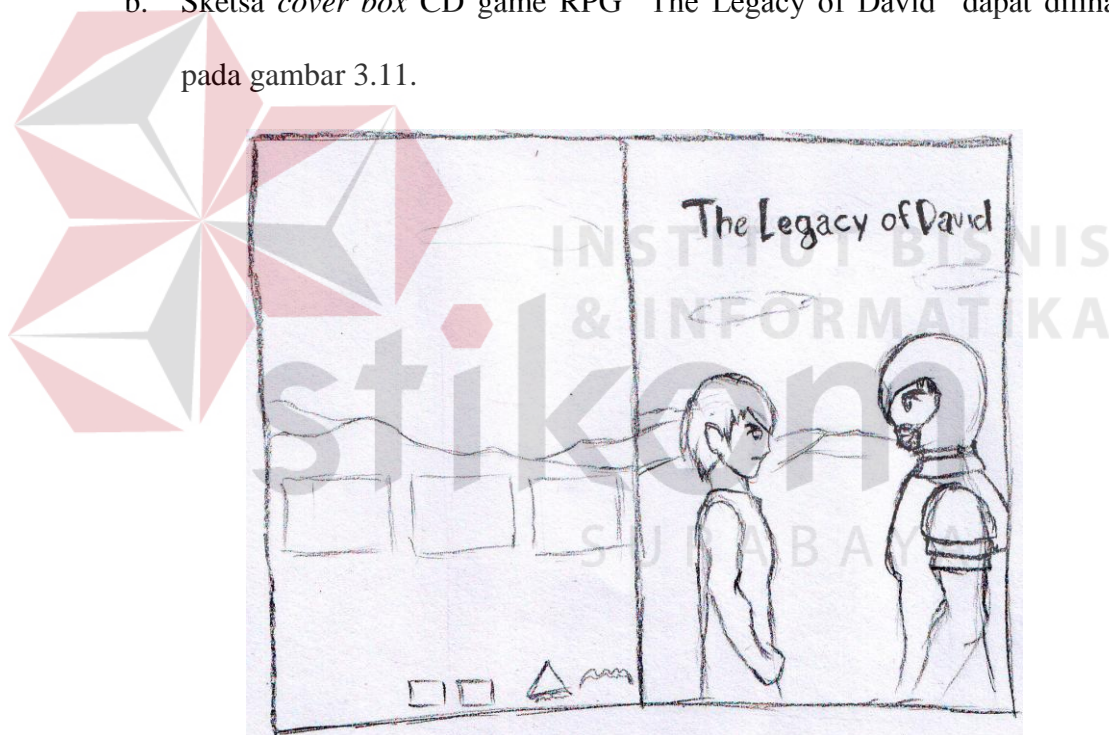 b. Sketsa cover box CD game RPG "The Legacy of David" dapat
pada gambar 3.11.
The Legacy of David
INSTITUT BISNIS
& INFORMATIKA
stikom
SURABAYA